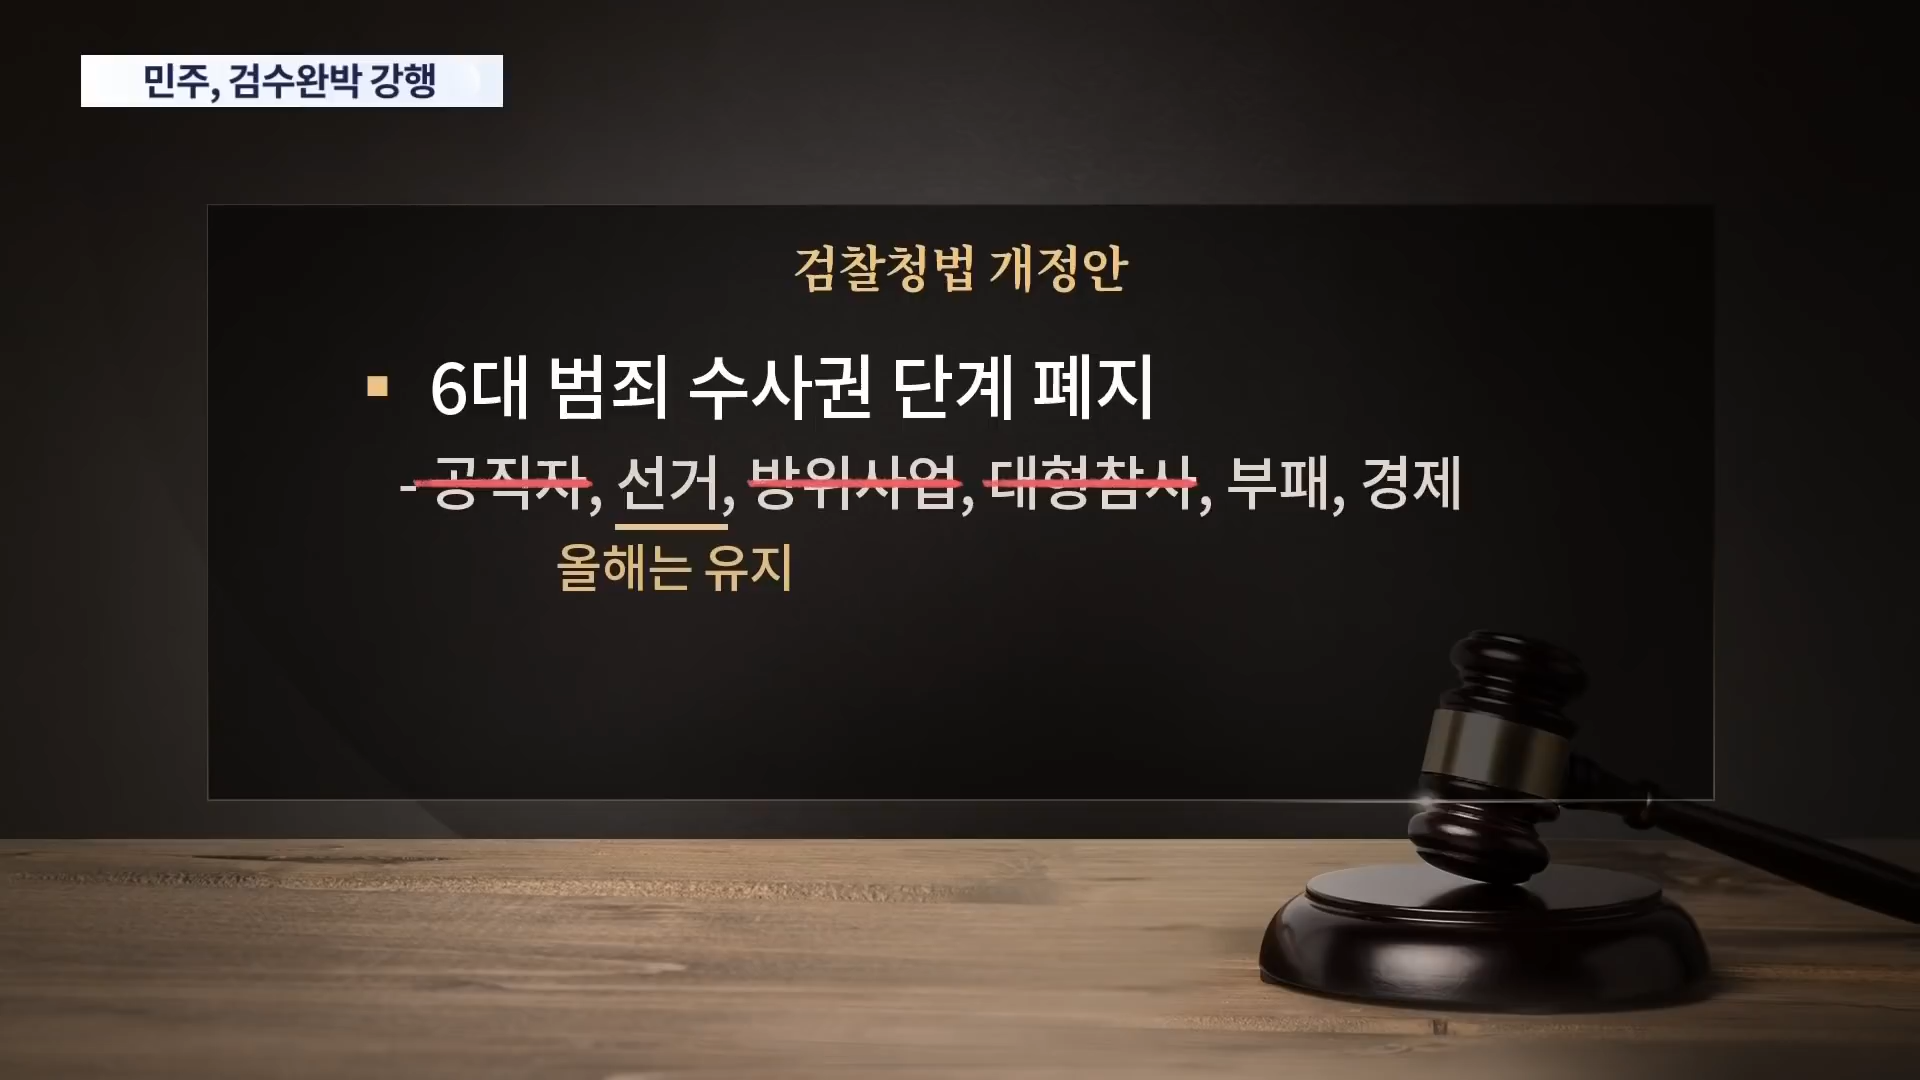 민주, 검수완박 강행
검찰청법 개정안
▪ 6대 범죄 수사권 단계 폐지
- 공직자, 선거, 방위사업, 대형참사, 부패, 경제
올해는 유지